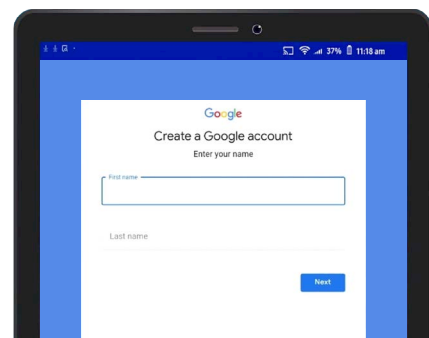 37% 11:18 am
Google
Create a Google account
Enter your name
First name
Last name
Next